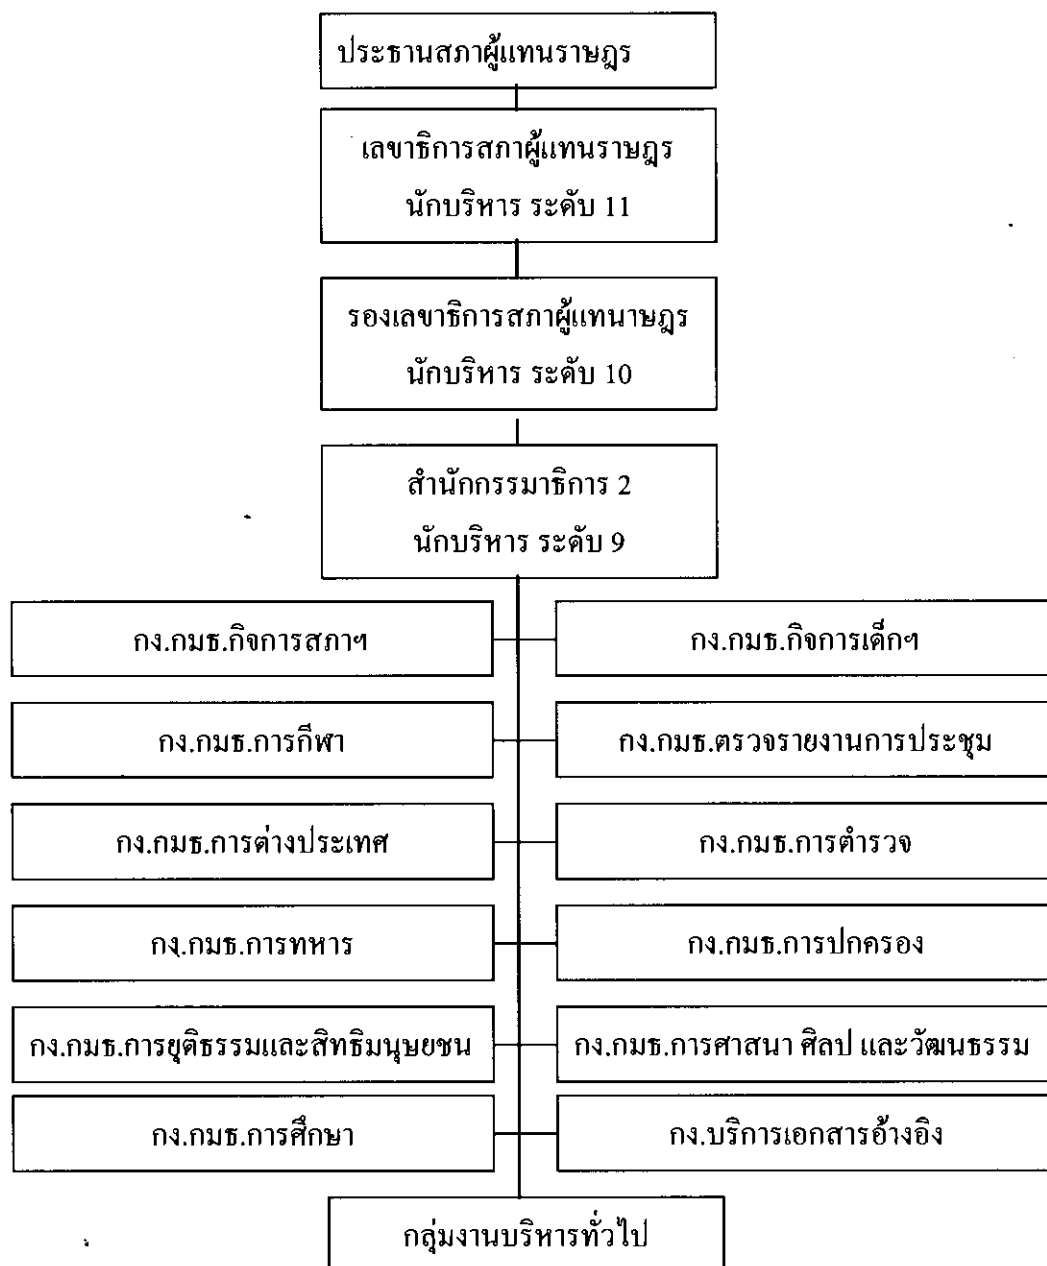 ประธานสภาผู้แทนราษฎร
เลขาธิการสภาผู้แทนราษฎร
นักบริหาร ระดับ 11
รองเลขาธิการสภาผู้แทนาษฎร
นักบริหาร ระดับ 10
สำนักกรรมาธิการ 2
นักบริหาร ระดับ 9
กง.กมธ.กิจการสภาฯ
กง.กมธ.กิจการเด็กฯ
กง.กมธ.การกีฬา
กง.กมธ.ตรวจรายงานการประชุม
กง.กมธ.การต่างประเทศ
กง.กมธ.การตำรวจ
กง.กมธ.การทหาร
กง.กมธ.การปกครอง
กง.กมธ.การยุติธรรมและสิทธิมนุษยชน
กง.กมธ.การศาสนา ศิลป และวัฒนธรรม
กง.กมธ.การศึกษา
กง.บริการเอกสารอ้างอิง
กลุ่มงานบริหารทั่วไป